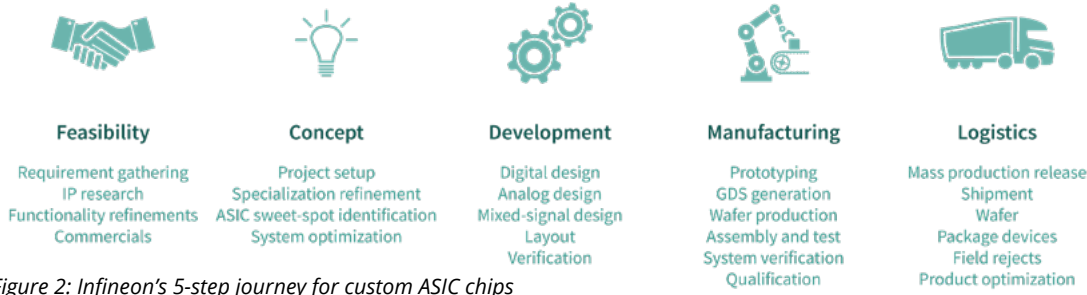 Feasibility
Requirement gathering
IP research
Functionality refinements
Commercials
Concept
Project setup
Specialization refinement
ASIC sweet-spot identification
System optimization
Development
Digital design
Analog design
Mixed-signal design
Layout
Verification
Manufacturing
Prototyping
GDS generation
Wafer production
Assembly and test
System verification
Qualification
Logistics
Mass production release
Shipment
Wafer
Package devices
Field rejects
Product optimization
Figure 2: Infineon’s 5-step journey for custom ASIC chips